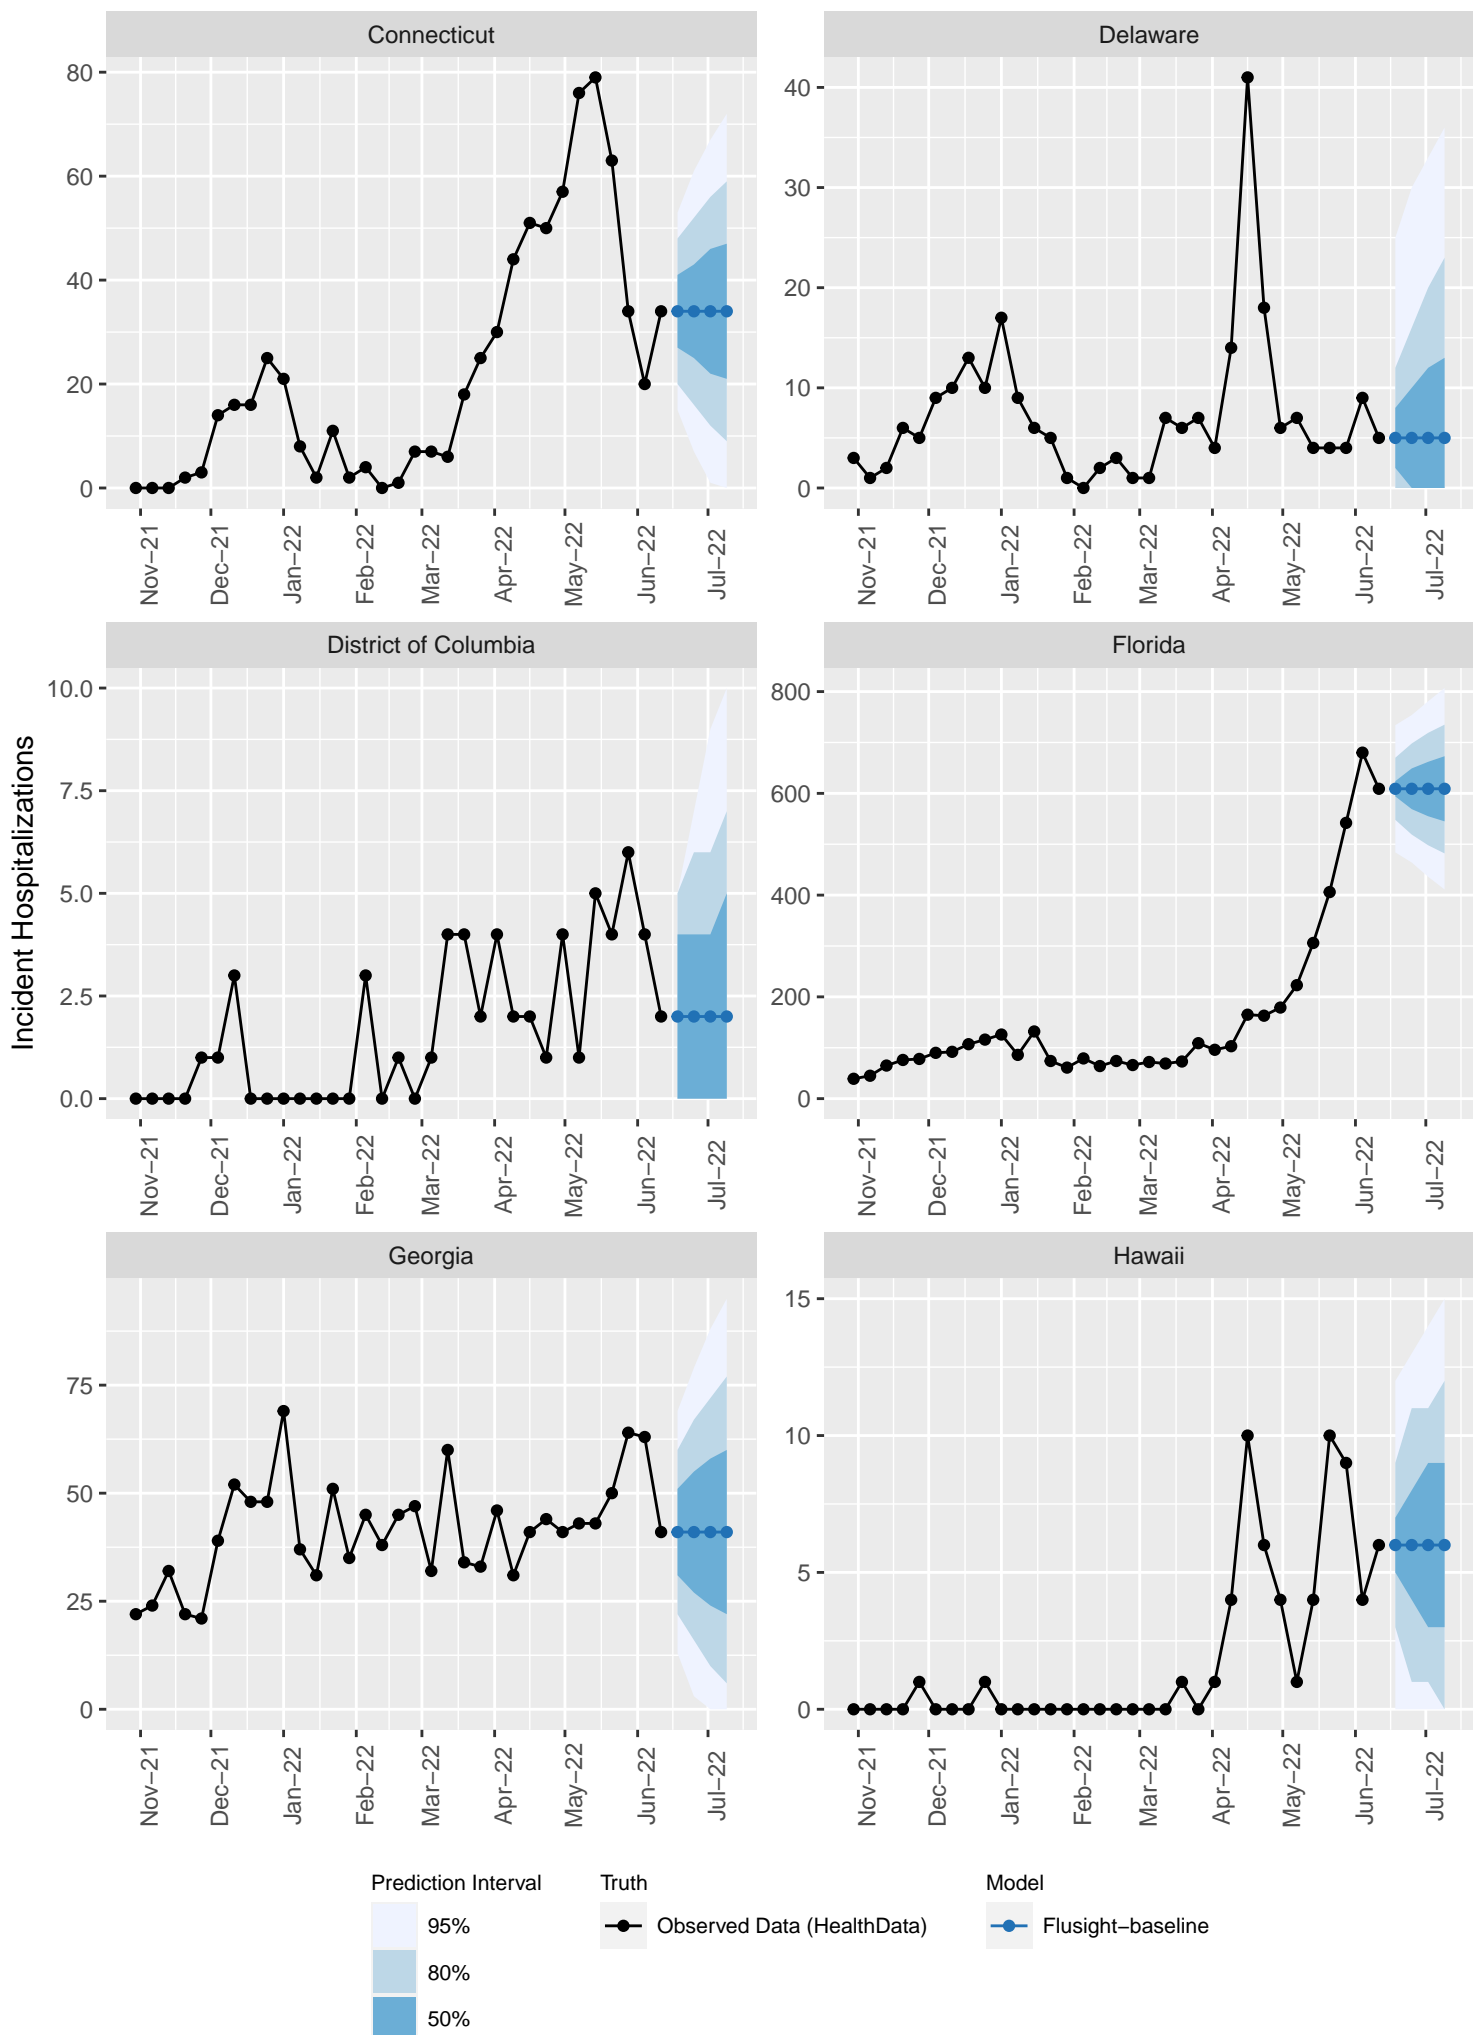 Connecticut
Delaware
80
60
40
20
0
Nov−21
Dec−21
Jan−22
Feb−22
Mar−22
Apr−22
May−22
Jun−22
Jul−22
40
30
20
10
0
Nov−21
Dec−21
Jan−22
Feb−22
Mar−22
Apr−22
May−22
Jun−22
Jul−22
Incident Hospitalizations
District of Columbia
Florida
10.0
7.5
5.0
2.5
0.0
Nov−21
Dec−21
Jan−22
Feb−22
Mar−22
Apr−22
May−22
Jun−22
Jul−22
800
600
400
200
0
Nov−21
Dec−21
Jan−22
Feb−22
Mar−22
Apr−22
May−22
Jun−22
Jul−22
Georgia
Hawaii
75
50
25
0
Nov−21
Dec−21
Jan−22
Feb−22
Mar−22
Apr−22
May−22
Jun−22
Jul−22
15
10
5
0
Nov−21
Dec−21
Jan−22
Feb−22
Mar−22
Apr−22
May−22
Jun−22
Jul−22
Prediction Interval
95%
80%
50%
Truth
Observed Data (HealthData)
Model
Flusight−baseline